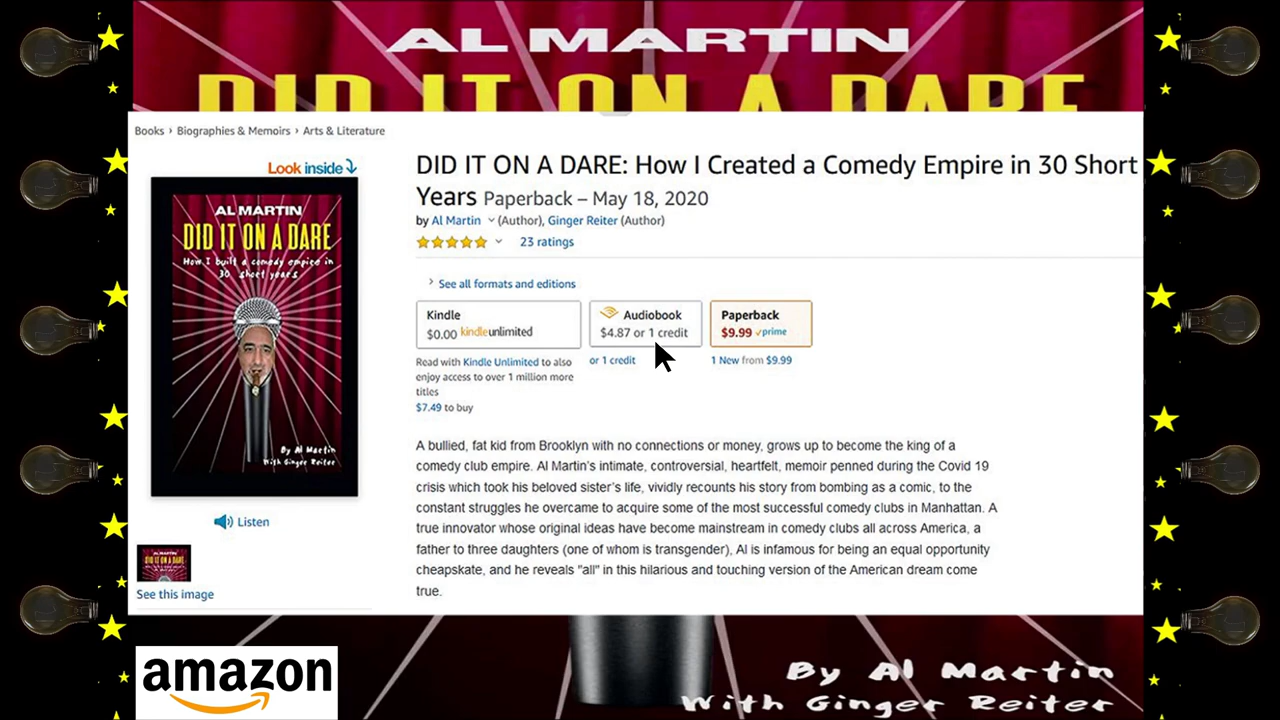 AL MARTIN
DID IT ON A DARE
Books › Biographies & Memoirs › Arts & Literature
Look inside
DID IT ON A DARE: How I Created a Comedy Empire in 30 Short
Years Paperback – May 18, 2020
by Al Martin (Author), Ginger Reiter (Author)
23 ratings
› See all formats and editions
Kindle
$0.00 kindleunlimited
Audiobook
$4.87 or 1 credit
Paperback
$9.99 prime
Read with Kindle Unlimited to also
enjoy access to over 1 million more
titles
$7.49 to buy
or 1 credit
1 New from $9.99
AL MARTIN
DID IT ON A DARE
How I built a comedy empire in
30 short years
By Al Martin
With Ginger Reiter
Listen
AL MARTIN
DID IT ON A DARE
See this image
A bullied, fat kid from Brooklyn with no connections or money, grows up to become the king of a
comedy club empire. Al Martin's intimate, controversial, heartfelt, memoir penned during the Covid 19
crisis which took his beloved sister's life, vividly recounts his story from bombing as a comic, to the
constant struggles he overcame to acquire some of the most successful comedy clubs in Manhattan. A
true innovator whose original ideas have become mainstream in comedy clubs all across America, a
father to three daughters (one of whom is transgender), Al is infamous for being an equal opportunity
cheapskate, and he reveals "all" in this hilarious and touching version of the American dream come
true.
amazon
By Al Martin
With Ginger Reiter